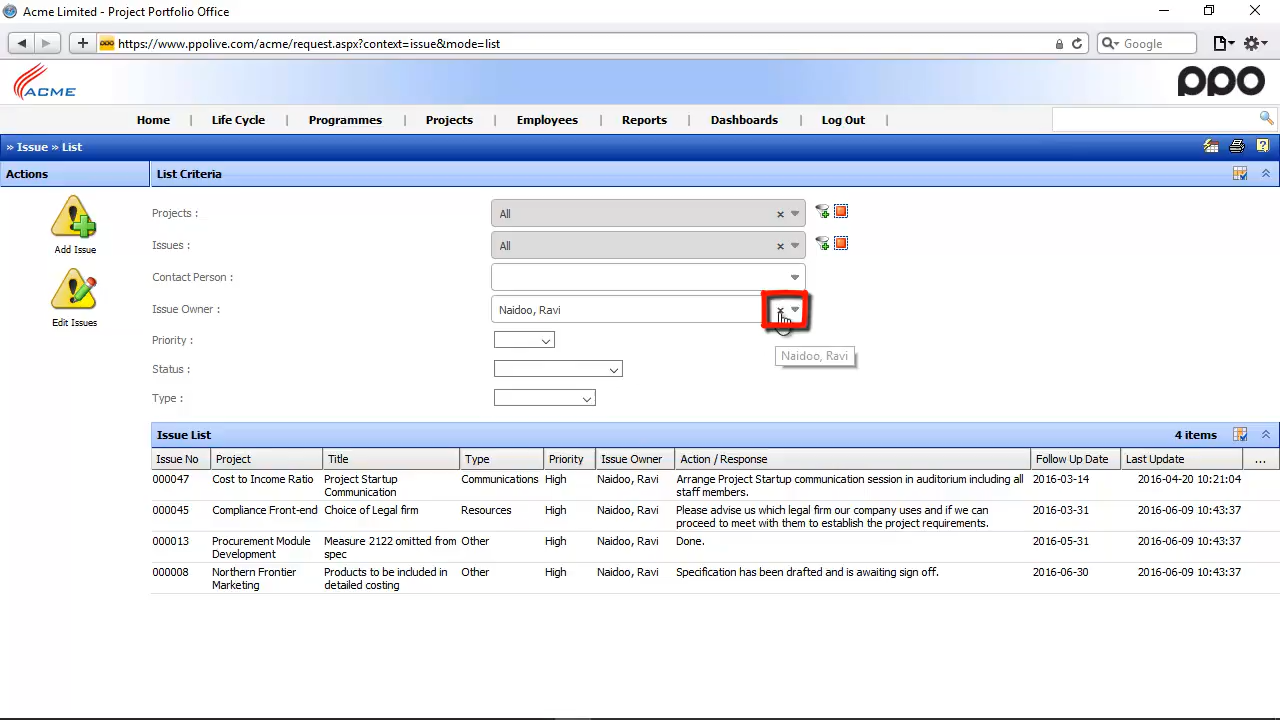 Acme Limited - Project Portfolio Office
ppo https://www.ppolive.com/acme/request.aspx?context=issue&mode=list
Google
ACME
ppo
Home | Life Cycle | Programmes | Projects | Employees | Reports | Dashboards | Log Out |
» Issue » List
Actions
List Criteria
Add Issue
Edit Issues
Projects :
All
Issues :
All
Contact Person :
Issue Owner :
Naidoo, Ravi
Naidoo, Ravi
Priority :
Status :
Type :
Issue List 4 items
Issue No Project Title Type Priority Issue Owner Action / Response Follow Up Date Last Update ...
000047 Cost to Income Ratio Project Startup Communications High Naidoo, Ravi Arrange Project Startup communication session in auditorium including all 2016-03-14 2016-04-20 10:21:04
Communication staff members.
000045 Compliance Front-end Choice of Legal firm Resources High Naidoo, Ravi Please advise us which legal firm our company uses and if we can 2016-03-31 2016-06-09 10:43:37
proceed to meet with them to establish the project requirements.
000013 Procurement Module Measure 2122 omitted from Other High Naidoo, Ravi Done. 2016-05-31 2016-06-09 10:43:37
Development spec
000008 Northern Frontier Products to be included in Other High Naidoo, Ravi Specification has been drafted and is awaiting sign off. 2016-06-30 2016-06-09 10:43:37
Marketing detailed costing